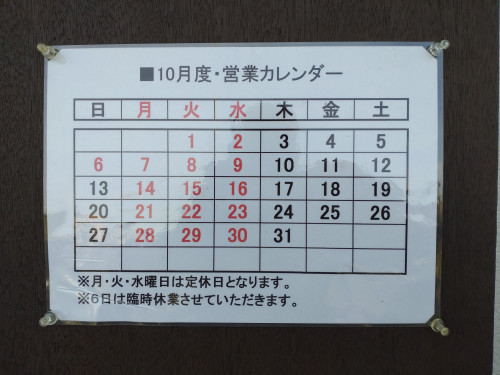 ■10月度・営業カレンダー
日 月 火 水 木 金 土
1 2 3 4 5
6 7 8 9 10 11 12
13 14 15 16 17 18 19
20 21 22 23 24 25 26
27 28 29 30 31
※月・火・水曜日は定休日となります。
※6日は臨時休業させていただきます。